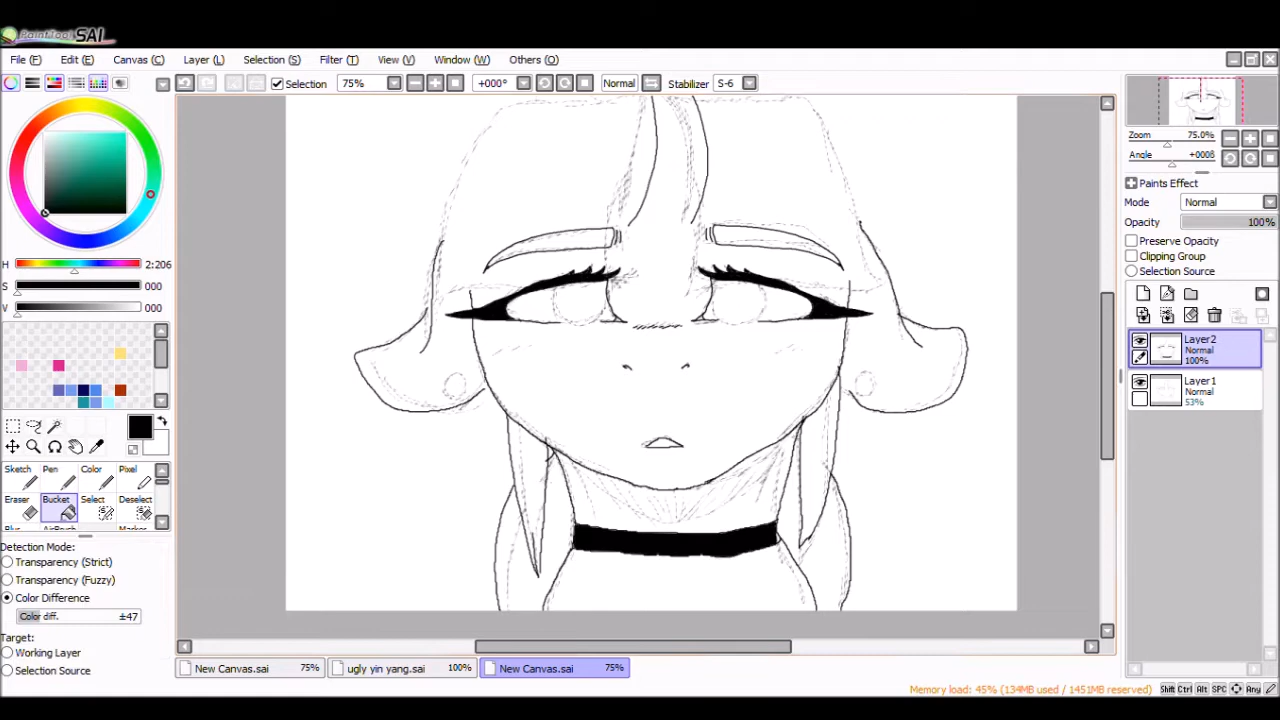 PaintTool SAI
File (F) Edit (E) Canvas (C) Layer (L) Selection (S) Filter (T) View (V) Window (W) Others (O)
Selection 75% +000° Normal Stabilizer S-6
Zoom 75.0%
Angle +000δ
Paints Effect
Mode Normal
Opacity 100%
Preserve Opacity
Clipping Group
Selection Source
H 2:206
S 000
V 000
Layer2
Normal
100%
Layer1
Normal
53%
Sketch Pen Color Pixel
Eraser Bucket Select Deselect
Blur AirBrush Marker
Detection Mode:
Transparency (Strict)
Transparency (Fuzzy)
Color Difference
Color diff. ±47
Target:
Working Layer
Selection Source
New Canvas.sai 75% ugly yin yang.sai 100% New Canvas.sai 75%
Memory load: 45% (134MB used / 1451MB reserved) Shift Ctrl Alt SPC Any